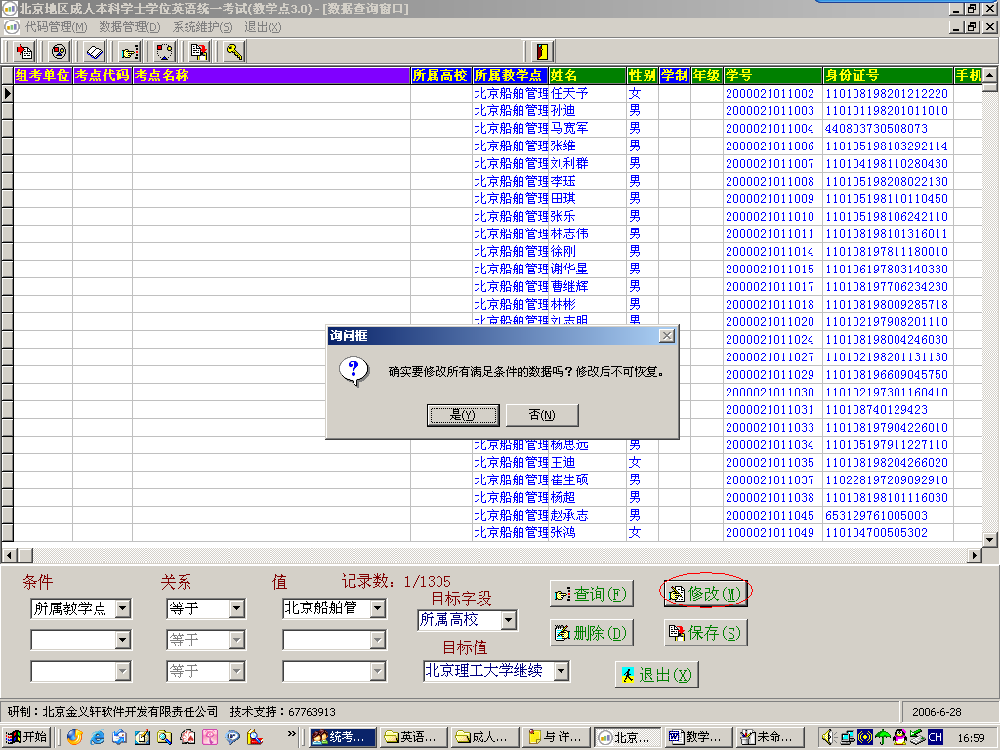 北京地区成人本科学士学位英语统一考试(教学点3.0) - [数据查询窗口]
代码管理(M) 数据管理(D) 系统维护(S) 退出(X)
组考单位 考点代码 考点名称 所属高校 所属教学点 姓名 性别 学制 年级 学号 身份证号 手机
北京船舶管理 任天予 女 2000021011002 110108198201212220
北京船舶管理 孙迪 男 2000021011003 110101198201011010
北京船舶管理 马宽军 男 2000021011004 440803730508073
北京船舶管理 张维 男 2000021011006 110105198103292114
北京船舶管理 刘利群 男 2000021011007 110104198110280430
北京船舶管理 李珏 男 2000021011008 110105198208022130
北京船舶管理 田琪 男 2000021011009 110105198110110450
北京船舶管理 张乐 男 2000021011010 110105198106242110
北京船舶管理 林志伟 男 2000021011011 110108198101316011
北京船舶管理 徐刚 男 2000021011014 110108197811180010
北京船舶管理 谢华星 男 2000021011015 110106197803140330
北京船舶管理 曹继辉 男 2000021011017 110108197706234230
北京船舶管理 林彬 男 2000021011018 110108198009285718
北京船舶管理 刘志明 男 2000021011020 110102197908201110
2000021011024 110108198004246030
2000021011027 110102198201131130
2000021011029 110108196609045750
2000021011030 110102197301160410
2000021011031 110108740129423
2000021011033 110108197904226010
北京船舶管理 杨思远 男 2000021011034 110105197911227110
北京船舶管理 王迪 女 2000021011035 110108198204266020
北京船舶管理 崔生硕 男 2000021011037 110228197209092910
北京船舶管理 杨超 男 2000021011038 110108198101116030
北京船舶管理 赵承志 男 2000021011045 653129761005003
北京船舶管理 张鸿 女 2000021011049 110104700505302
询问框
确实要修改所有满足条件的数据吗？修改后不可恢复。
是(Y) 否(N)
条件 关系 值 记录数：1/1305
目标字段
所属教学点 等于 北京船舶管 所属高校
等于
目标值
等于 北京理工大学继续
查询(F) 修改(M)
删除(D) 保存(S)
退出(X)
研制：北京金义轩软件开发有限责任公司 技术支持：67763913 2006-6-28
开始 » 统考... 英语... 成人... 与 许... 北京... 教学... 未命... CH 16:59